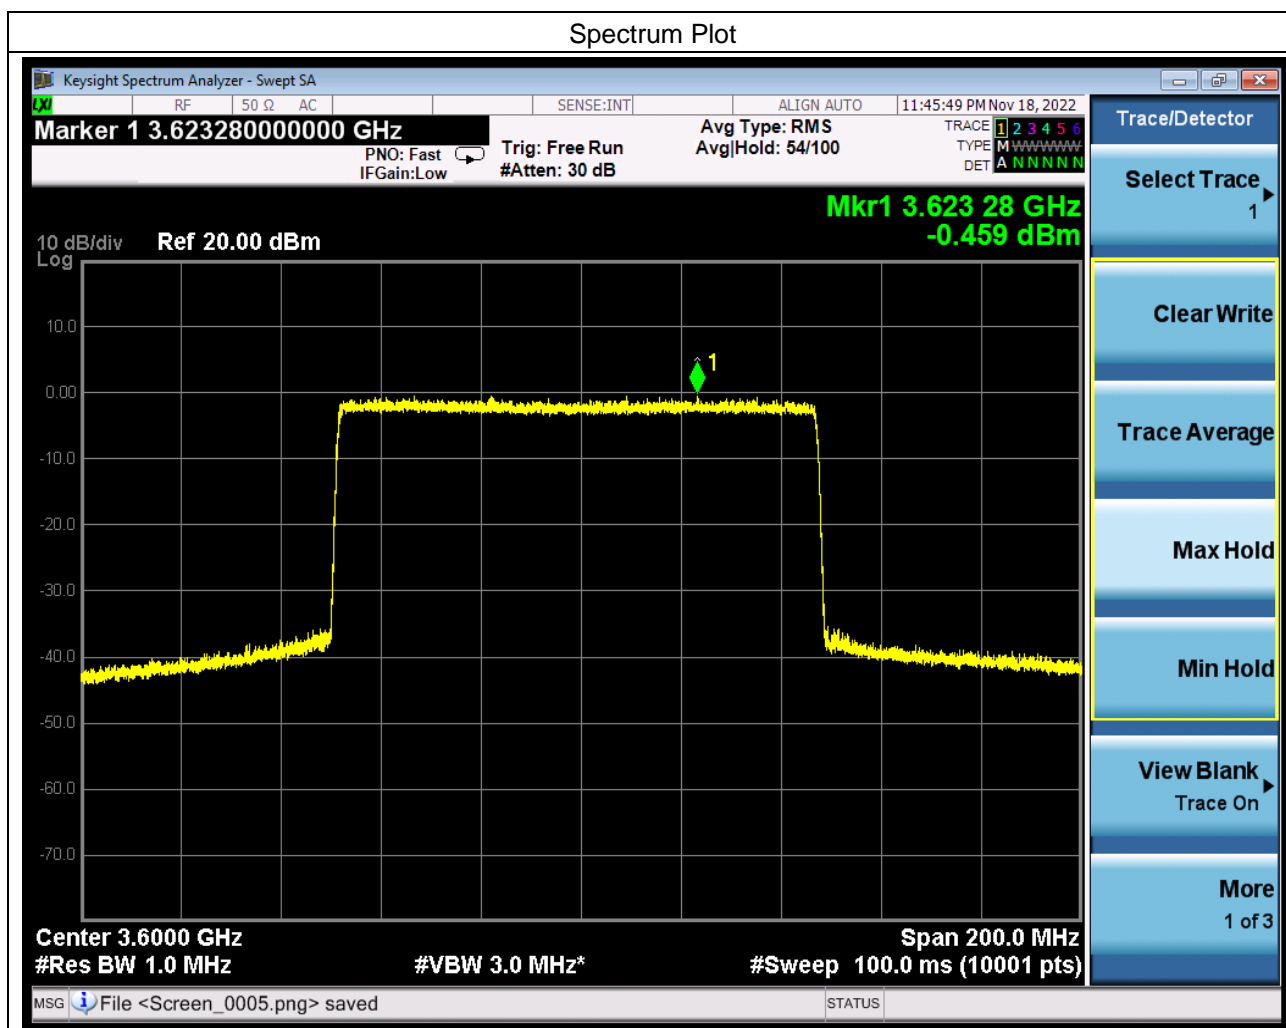 Spectrum Plot
Keysight Spectrum Analyzer - Swept SA
LXI RF 50 Ω AC SENSE:INT ALIGN AUTO 11:45:49 PM Nov 18, 2022
Marker 1 3.623280000000 GHz
PNO: Fast
IFGain:Low
Trig: Free Run
#Atten: 30 dB
Avg Type: RMS
Avg|Hold: 54/100
TRACE 1 2 3 4 5 6
TYPE M WWWWW
DET A N N N N N
Mkr1 3.623 28 GHz
-0.459 dBm
10 dB/div Ref 20.00 dBm
Log
10.0
0.00
-10.0
-20.0
-30.0
-40.0
-50.0
-60.0
-70.0
1
Center 3.6000 GHz Span 200.0 MHz
#Res BW 1.0 MHz #VBW 3.0 MHz* #Sweep 100.0 ms (10001 pts)
MSG File <Screen_0005.png> saved STATUS
Trace/Detector
Select Trace
1
Clear Write
Trace Average
Max Hold
Min Hold
View Blank
Trace On
More
1 of 3